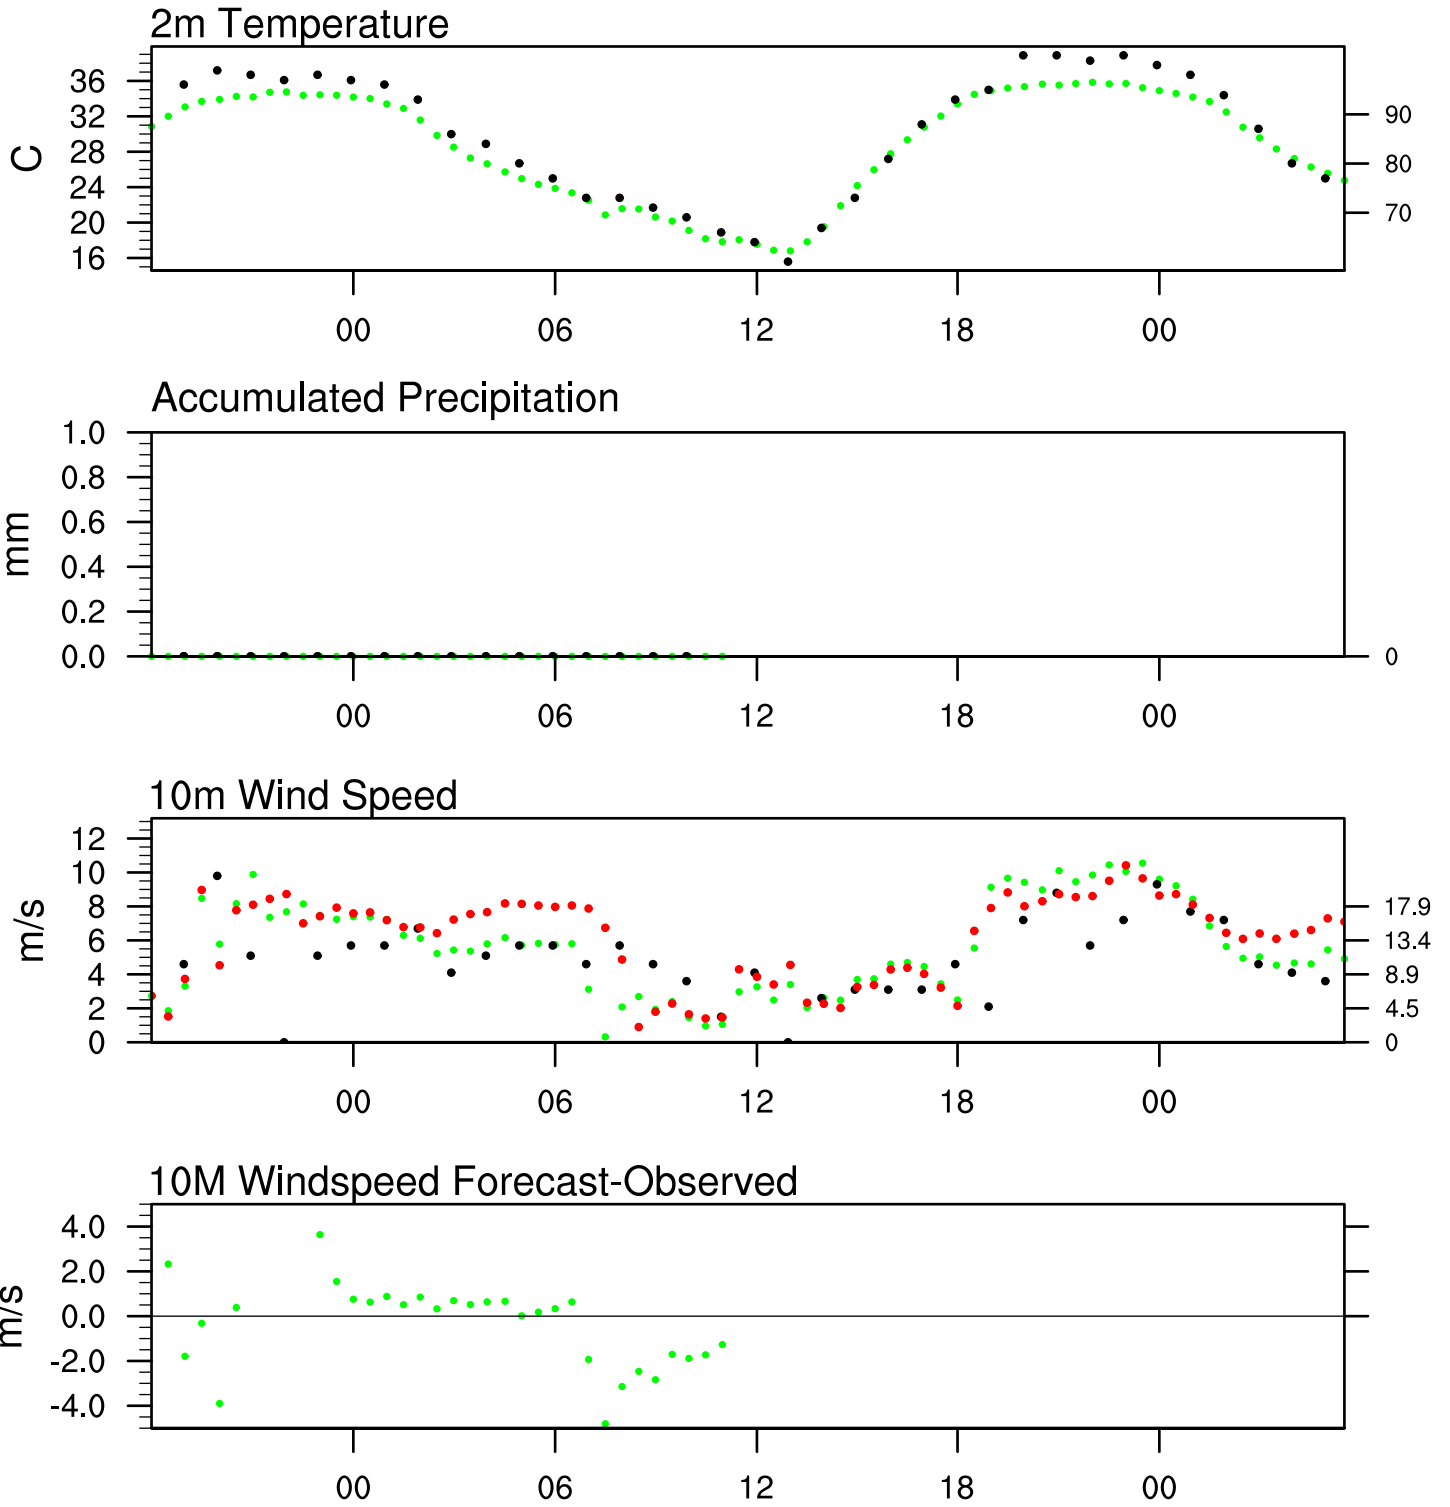 2m Temperature
C
36
32
28
24
20
16
90
80
70
00 06 12 18 00
Accumulated Precipitation
mm
1.0
0.8
0.6
0.4
0.2
0.0
0
00 06 12 18 00
10m Wind Speed
m/s
12
10
8
6
4
2
0
17.9
13.4
8.9
4.5
0
00 06 12 18 00
10M Windspeed Forecast-Observed
m/s
4.0
2.0
0.0
-2.0
-4.0
00 06 12 18 00